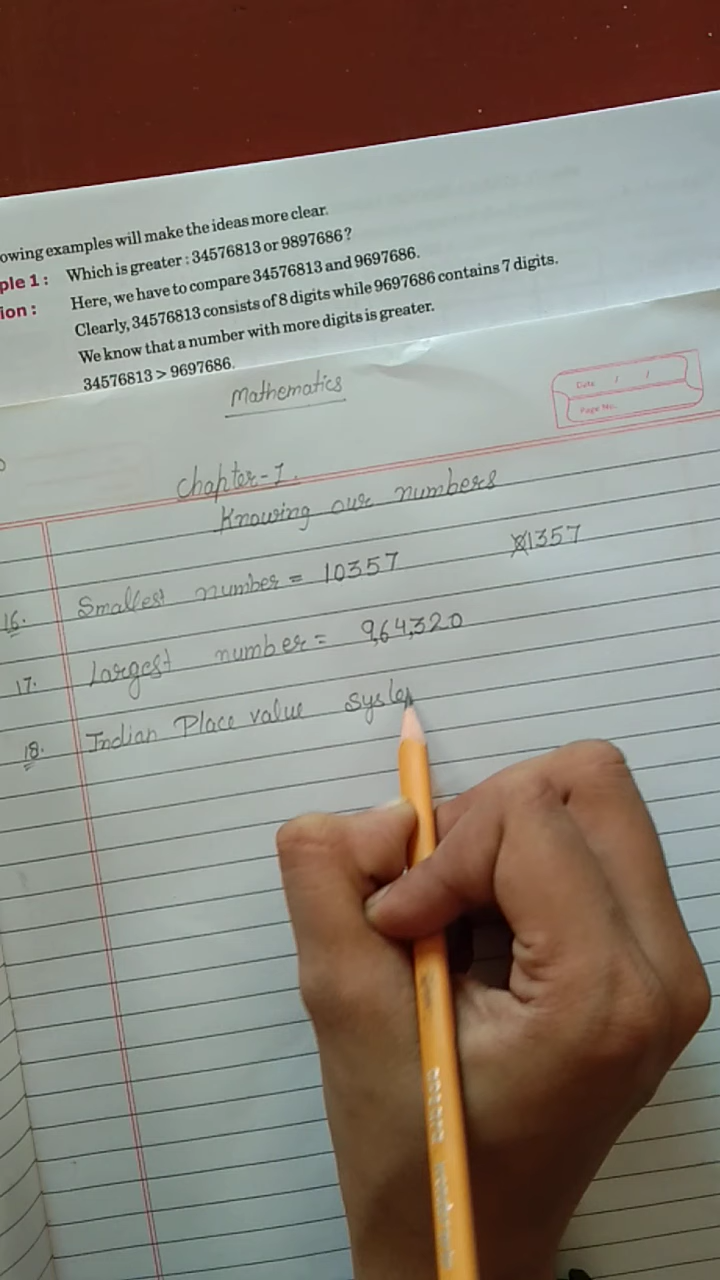 owing examples will make the ideas more clear.
ple 1 : Which is greater : 34576813 or 9897686 ?
ion : Here, we have to compare 34576813 and 9697686.
Clearly, 34576813 consists of 8 digits while 9697686 contains 7 digits.
We know that a number with more digits is greater.
34576813 > 9697686.
Mathematics
Date / /
Page No.
Chapter-1.
Knowing our numbers
16. Smallest number = 10357 1357
17. Largest number = 9,64,320
18. Indian Place value system